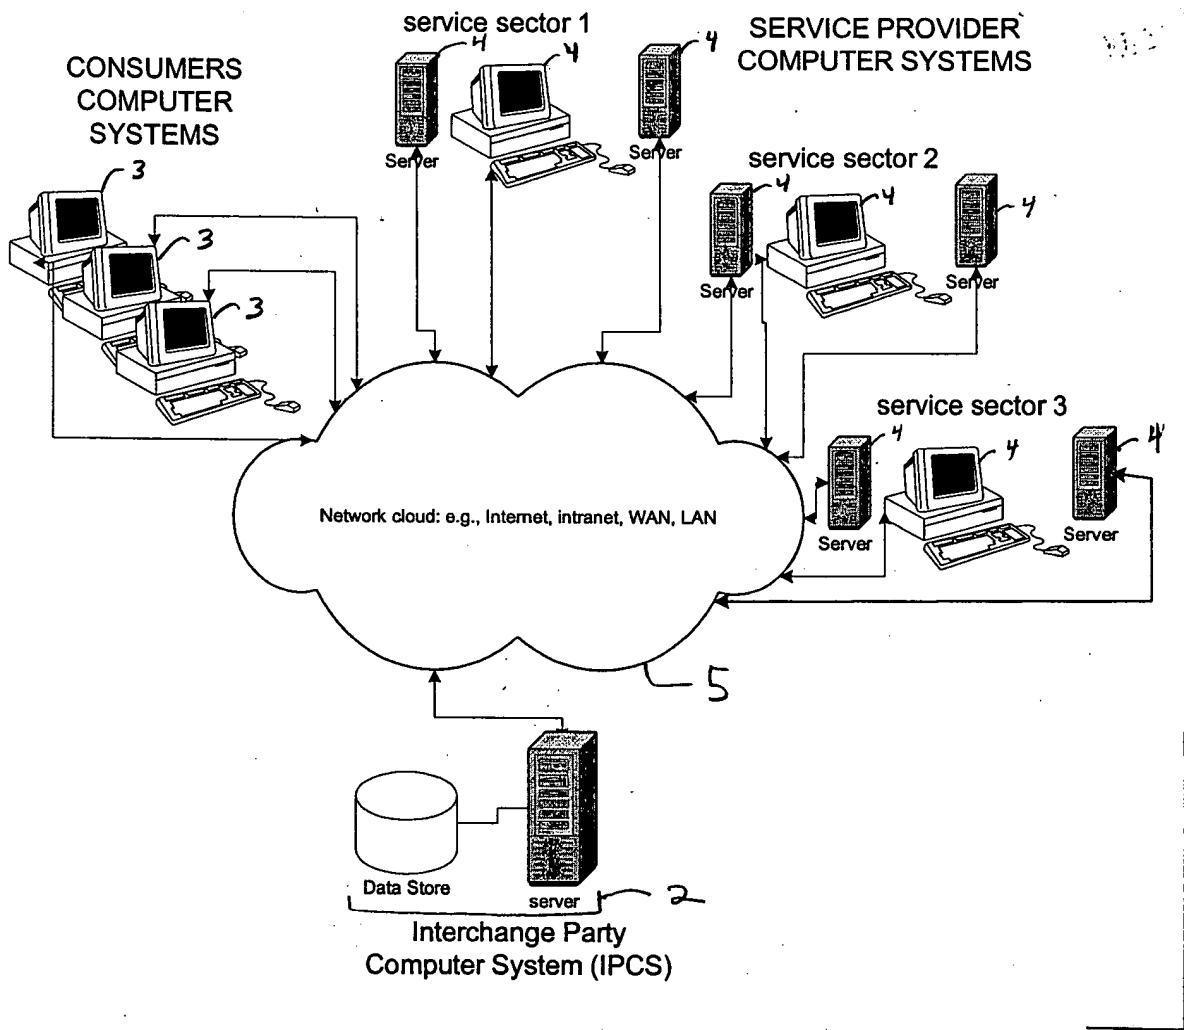 service sector 1
SERVICE PROVIDER
COMPUTER SYSTEMS
CONSUMERS
COMPUTER
SYSTEMS
4
4
4
Server
Server
3
3
3
service sector 2
4
4
4
Server
Server
service sector 3
4
4
4
Server
Server
Network cloud: e.g., Internet, intranet, WAN, LAN
5
Data Store
server
2
Interchange Party
Computer System (IPCS)